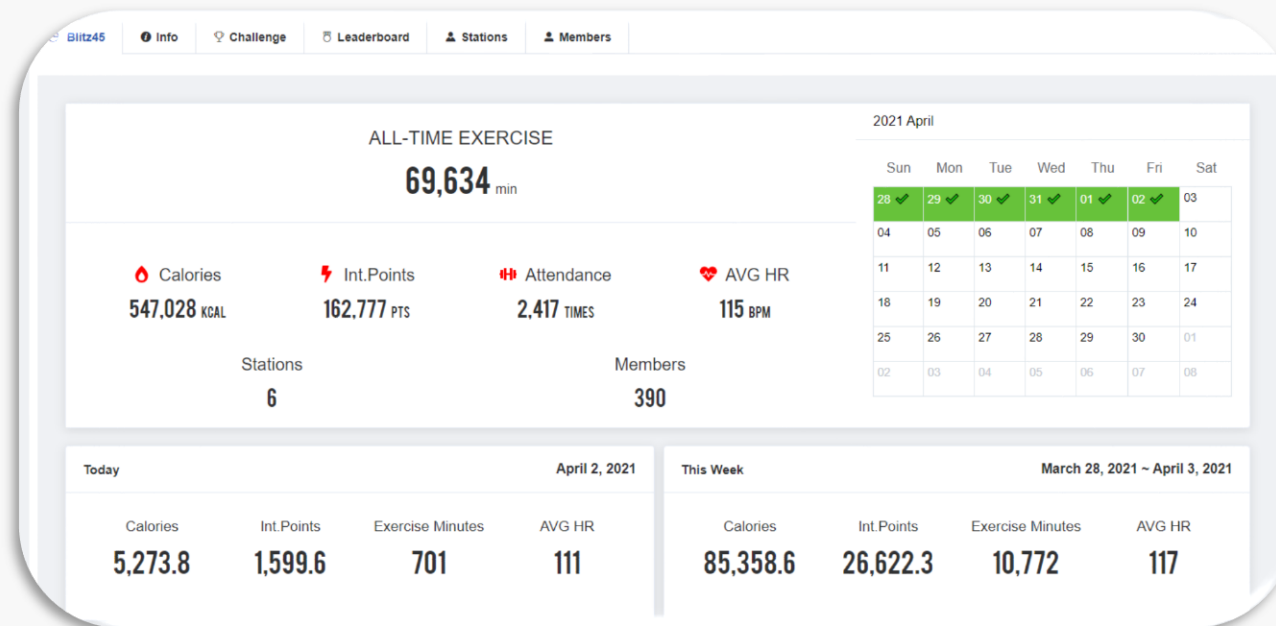 Blitz45 Info Challenge Leaderboard Stations Members
ALL-TIME EXERCISE
69,634 min
Calories Int.Points Attendance AVG HR
547,028 KCAL 162,777 PTS 2,417 TIMES 115 BPM
Stations Members
6 390
2021 April
Sun Mon Tue Wed Thu Fri Sat
28 29 30 31 01 02 03
04 05 06 07 08 09 10
11 12 13 14 15 16 17
18 19 20 21 22 23 24
25 26 27 28 29 30 01
02 03 04 05 06 07 08
Today April 2, 2021
Calories Int.Points Exercise Minutes AVG HR
5,273.8 1,599.6 701 111
This Week March 28, 2021 ~ April 3, 2021
Calories Int.Points Exercise Minutes AVG HR
85,358.6 26,622.3 10,772 117